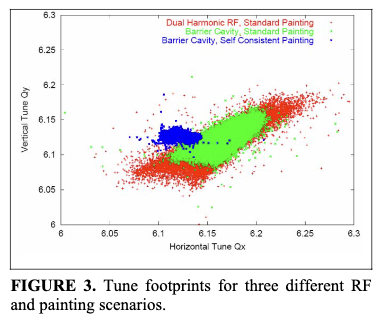 6.3
Dual Harmonic RF, Standard Painting
Barrier Cavity, Standard Painting
Barrier Cavity, Self Consistent Painting
6.25
6.2
6.15
6.1
6.05
6
Vertical Tune Qy
6 6.05 6.1 6.15 6.2 6.25 6.3
Horizontal Tune Qx
FIGURE 3. Tune footprints for three different RF
and painting scenarios.